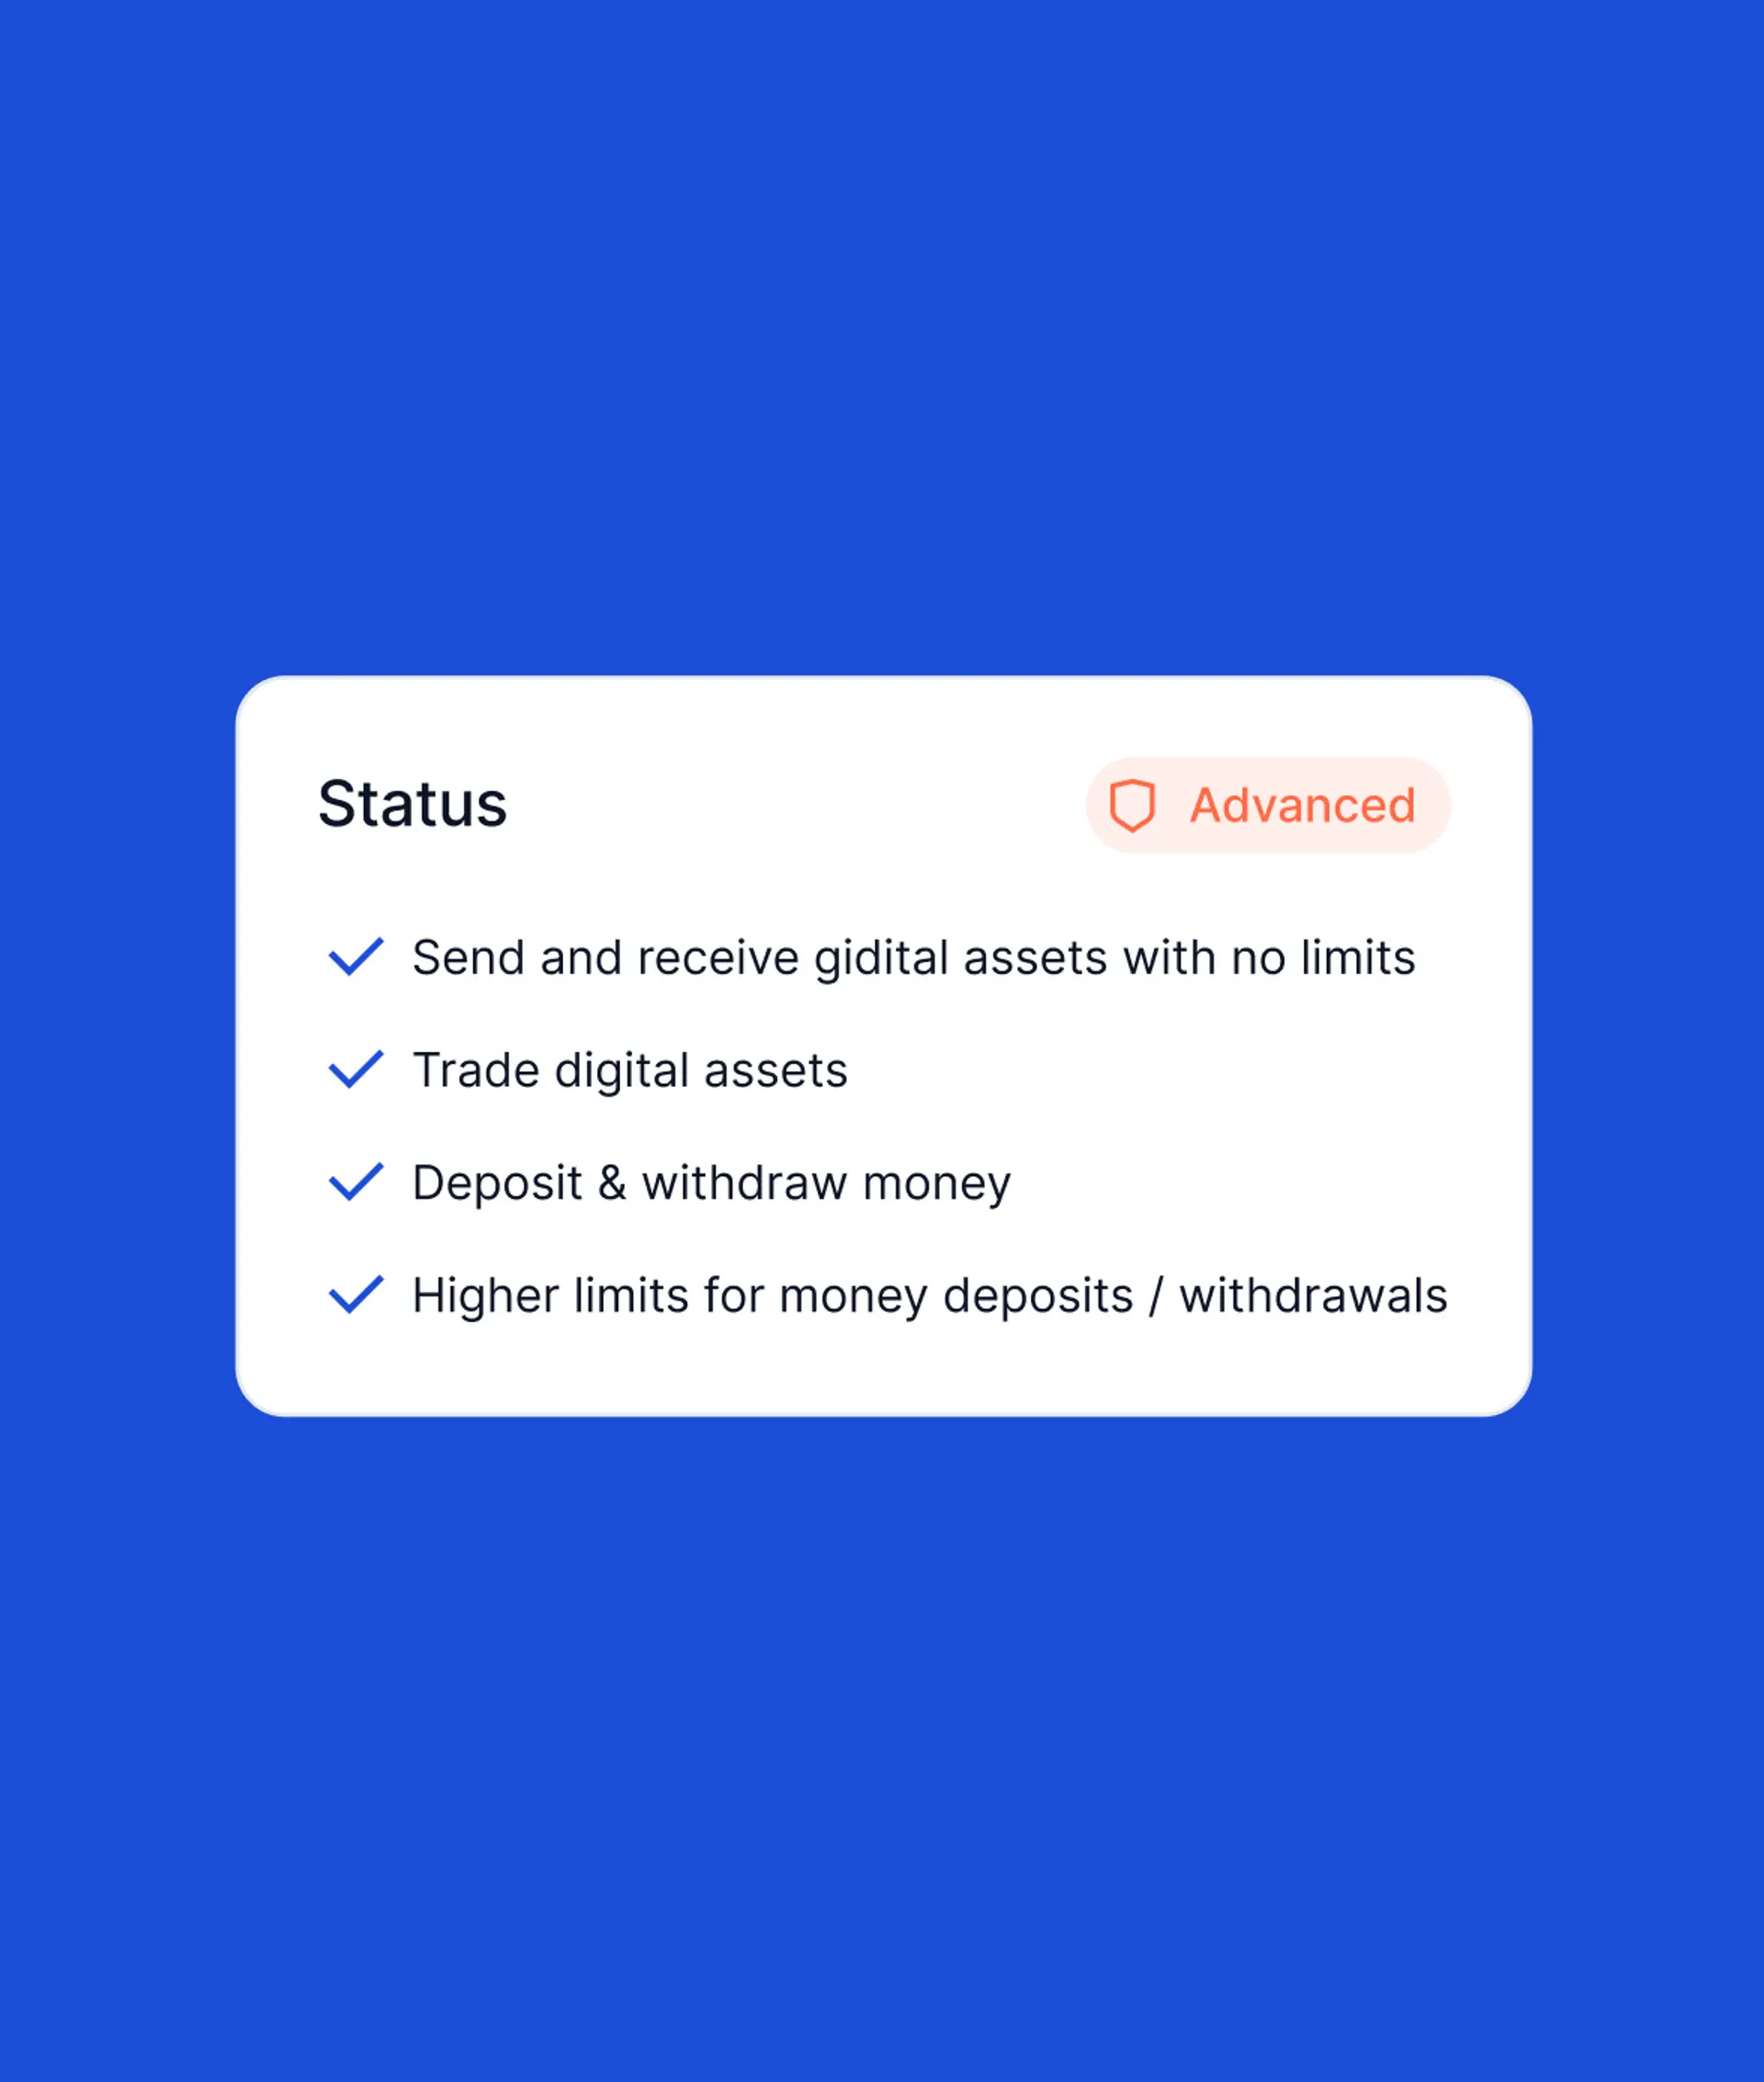 Status
Advanced
Send and receive gidital assets with no limits
Trade digital assets
Deposit & withdraw money
Higher limits for money deposits / withdrawals